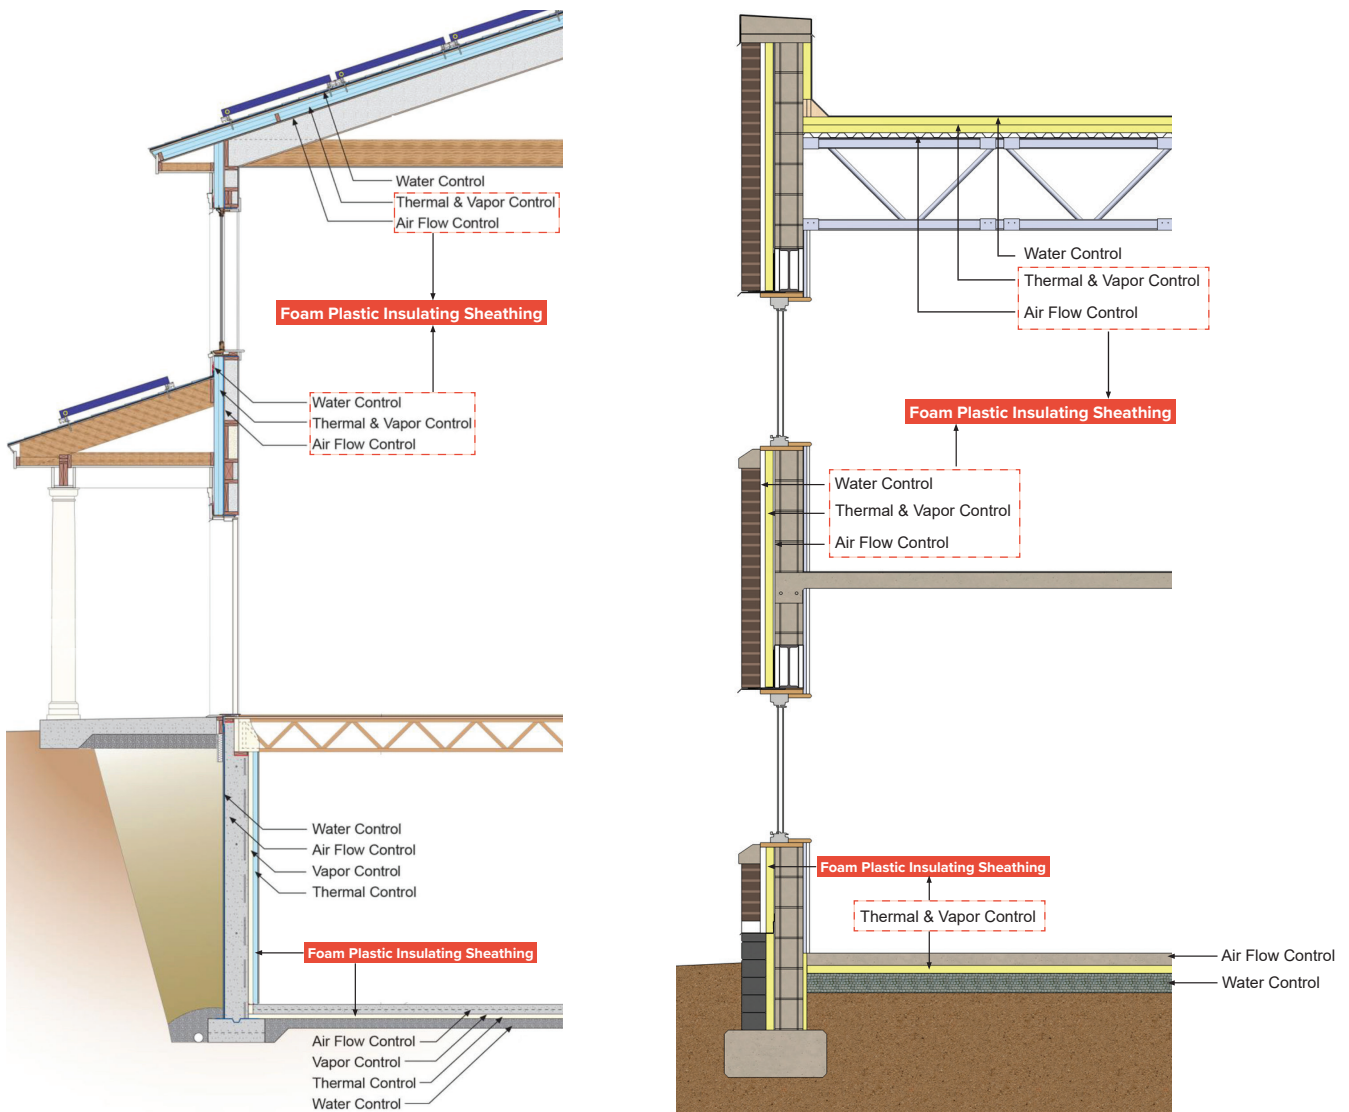 Water Control
Thermal & Vapor Control
Air Flow Control
Foam Plastic Insulating Sheathing
Water Control
Thermal & Vapor Control
Air Flow Control
Water Control
Air Flow Control
Vapor Control
Thermal Control
Foam Plastic Insulating Sheathing
Air Flow Control
Vapor Control
Thermal Control
Water Control
Water Control
Thermal & Vapor Control
Air Flow Control
Foam Plastic Insulating Sheathing
Water Control
Thermal & Vapor Control
Air Flow Control
Foam Plastic Insulating Sheathing
Thermal & Vapor Control
Air Flow Control
Water Control